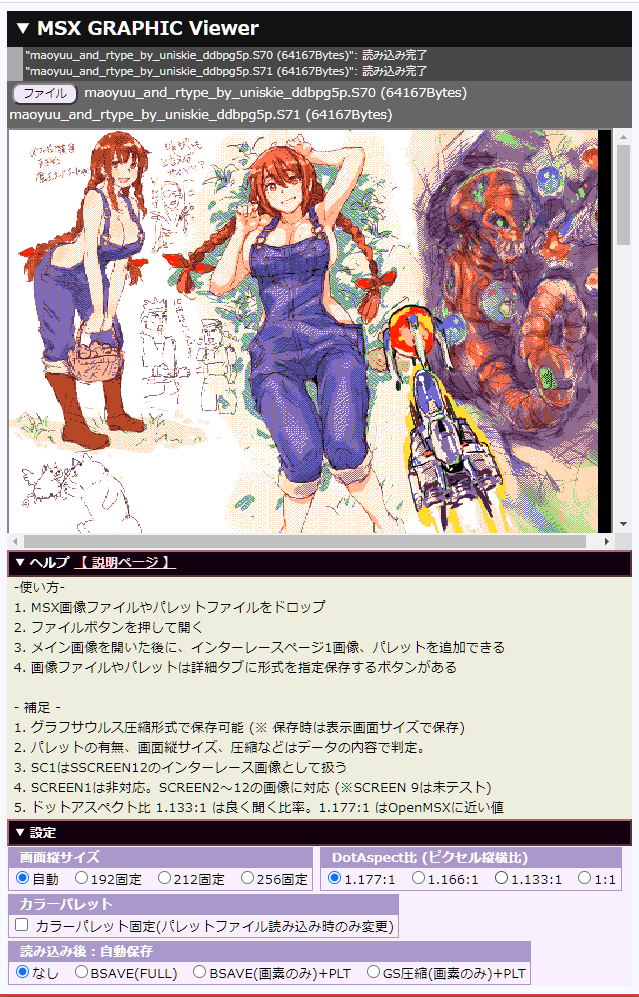 ▼ MSX GRAPHIC Viewer
"maoyuu_and_rtype_by_uniskie_ddbpg5p.S70 (64167Bytes)": 読み込み完了
"maoyuu_and_rtype_by_uniskie_ddbpg5p.S71 (64167Bytes)": 読み込み完了
ファイル maoyuu_and_rtype_by_uniskie_ddbpg5p.S70 (64167Bytes)
maoyuu_and_rtype_by_uniskie_ddbpg5p.S71 (64167Bytes)
▼ ヘルプ 【 説明ページ 】
-使い方-
1. MSX画像ファイルやパレットファイルをドロップ
2. ファイルボタンを押して開く
3. メイン画像を開いた後に、インターレースページ1画像、パレットを追加できる
4. 画像ファイルやパレットは詳細タブに形式を指定保存するボタンがある
- 補足 -
1. グラフサウルス圧縮形式で保存可能 (※ 保存時は表示画面サイズで保存)
2. パレットの有無、画面縦サイズ、圧縮などはデータの内容で判定。
3. SC1はSSCREEN12のインターレース画像として扱う
4. SCREEN1は非対応。SCREEN2～12の画像に対応 (※SCREEN 9は未テスト)
5. ドットアスペクト比 1.133:1 は良く聞く比率。1.177:1 はOpenMSXに近い値
▼ 設定
画面縦サイズ
自動 192固定 212固定 256固定
DotAspect比 (ピクセル縦横比)
1.177:1 1.166:1 1.133:1 1:1
カラーパレット
カラーパレット固定(パレットファイル読み込み時のみ変更)
読み込み後：自動保存
なし BSAVE(FULL) BSAVE(画素のみ)+PLT GS圧縮(画素のみ)+PLT